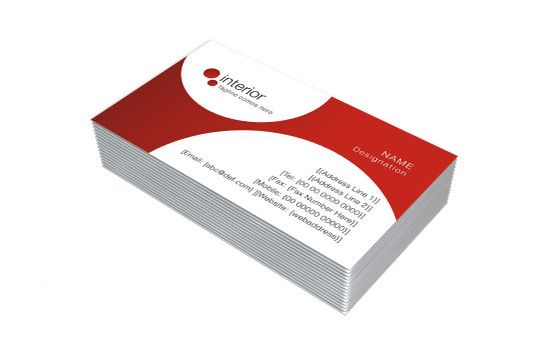 interior
Tagline comes here
NAME
Designation
[(Address Line 1]]
[(Address Line 2]]
[Tel: [00 00 0000 0000]
[Fax: [Fax Number Here]]
[Mobile: [00 00000 00000]]
[Email: [abc@def.com] ][Website: [webaddress]]